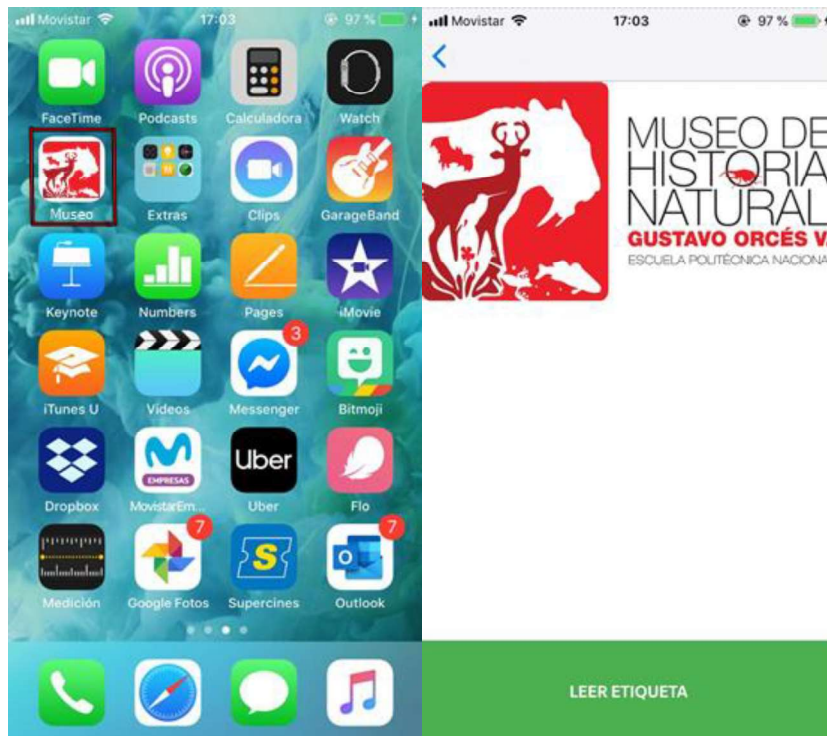 Movistar 17:03 97 %
FaceTime Podcasts Calculadora Watch
Museo Extras Clips GarageBand
Keynote Numbers Pages iMovie
3
iTunes U Videos Messenger Bitmoji
EMPRESAS Uber
Dropbox MovistarEm... Uber Flo
7 S 7
Medición Google Fotos Supercines Outlook
Movistar 17:03 97 %
MUSEO DE
HISTORIA
NATURAL
GUSTAVO ORCÉS V.
ESCUELA POLITÉCNICA NACIONA
LEER ETIQUETA